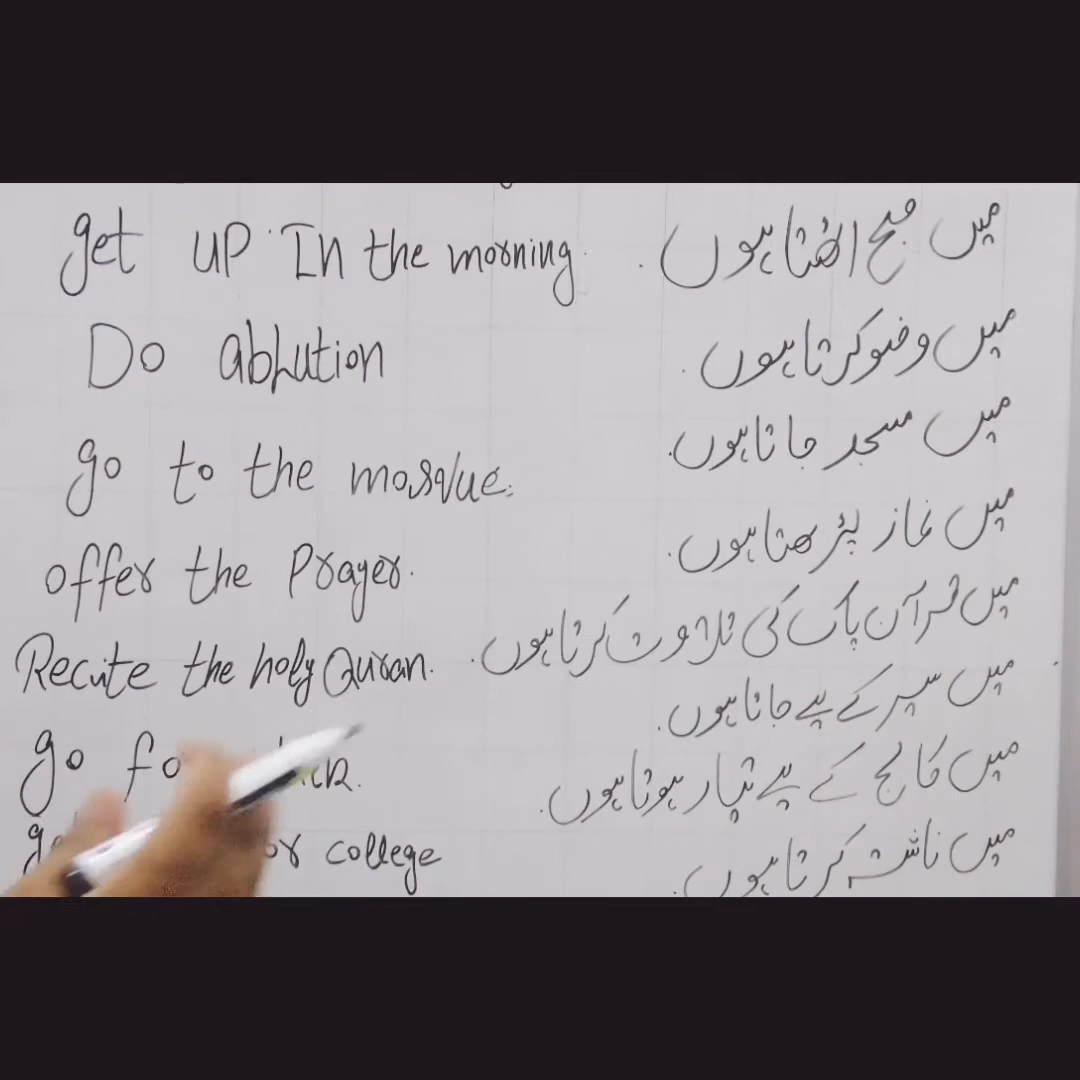 get up In the morning. میں صبح اٹھتا ہوں
Do ablution میں وضو کرتا ہوں.
go to the mosque. میں مسجد جاتا ہوں.
offer the Prayer. میں نماز پڑھتا ہوں.
Recite the holy Quran. میں قرآن پاک کی تلاوت کرتا ہوں.
go میں سیر کے لیے جاتا ہوں.
college میں کالج کے لیے تیار ہوتا ہوں.
میں ناشتہ کرتا ہوں.